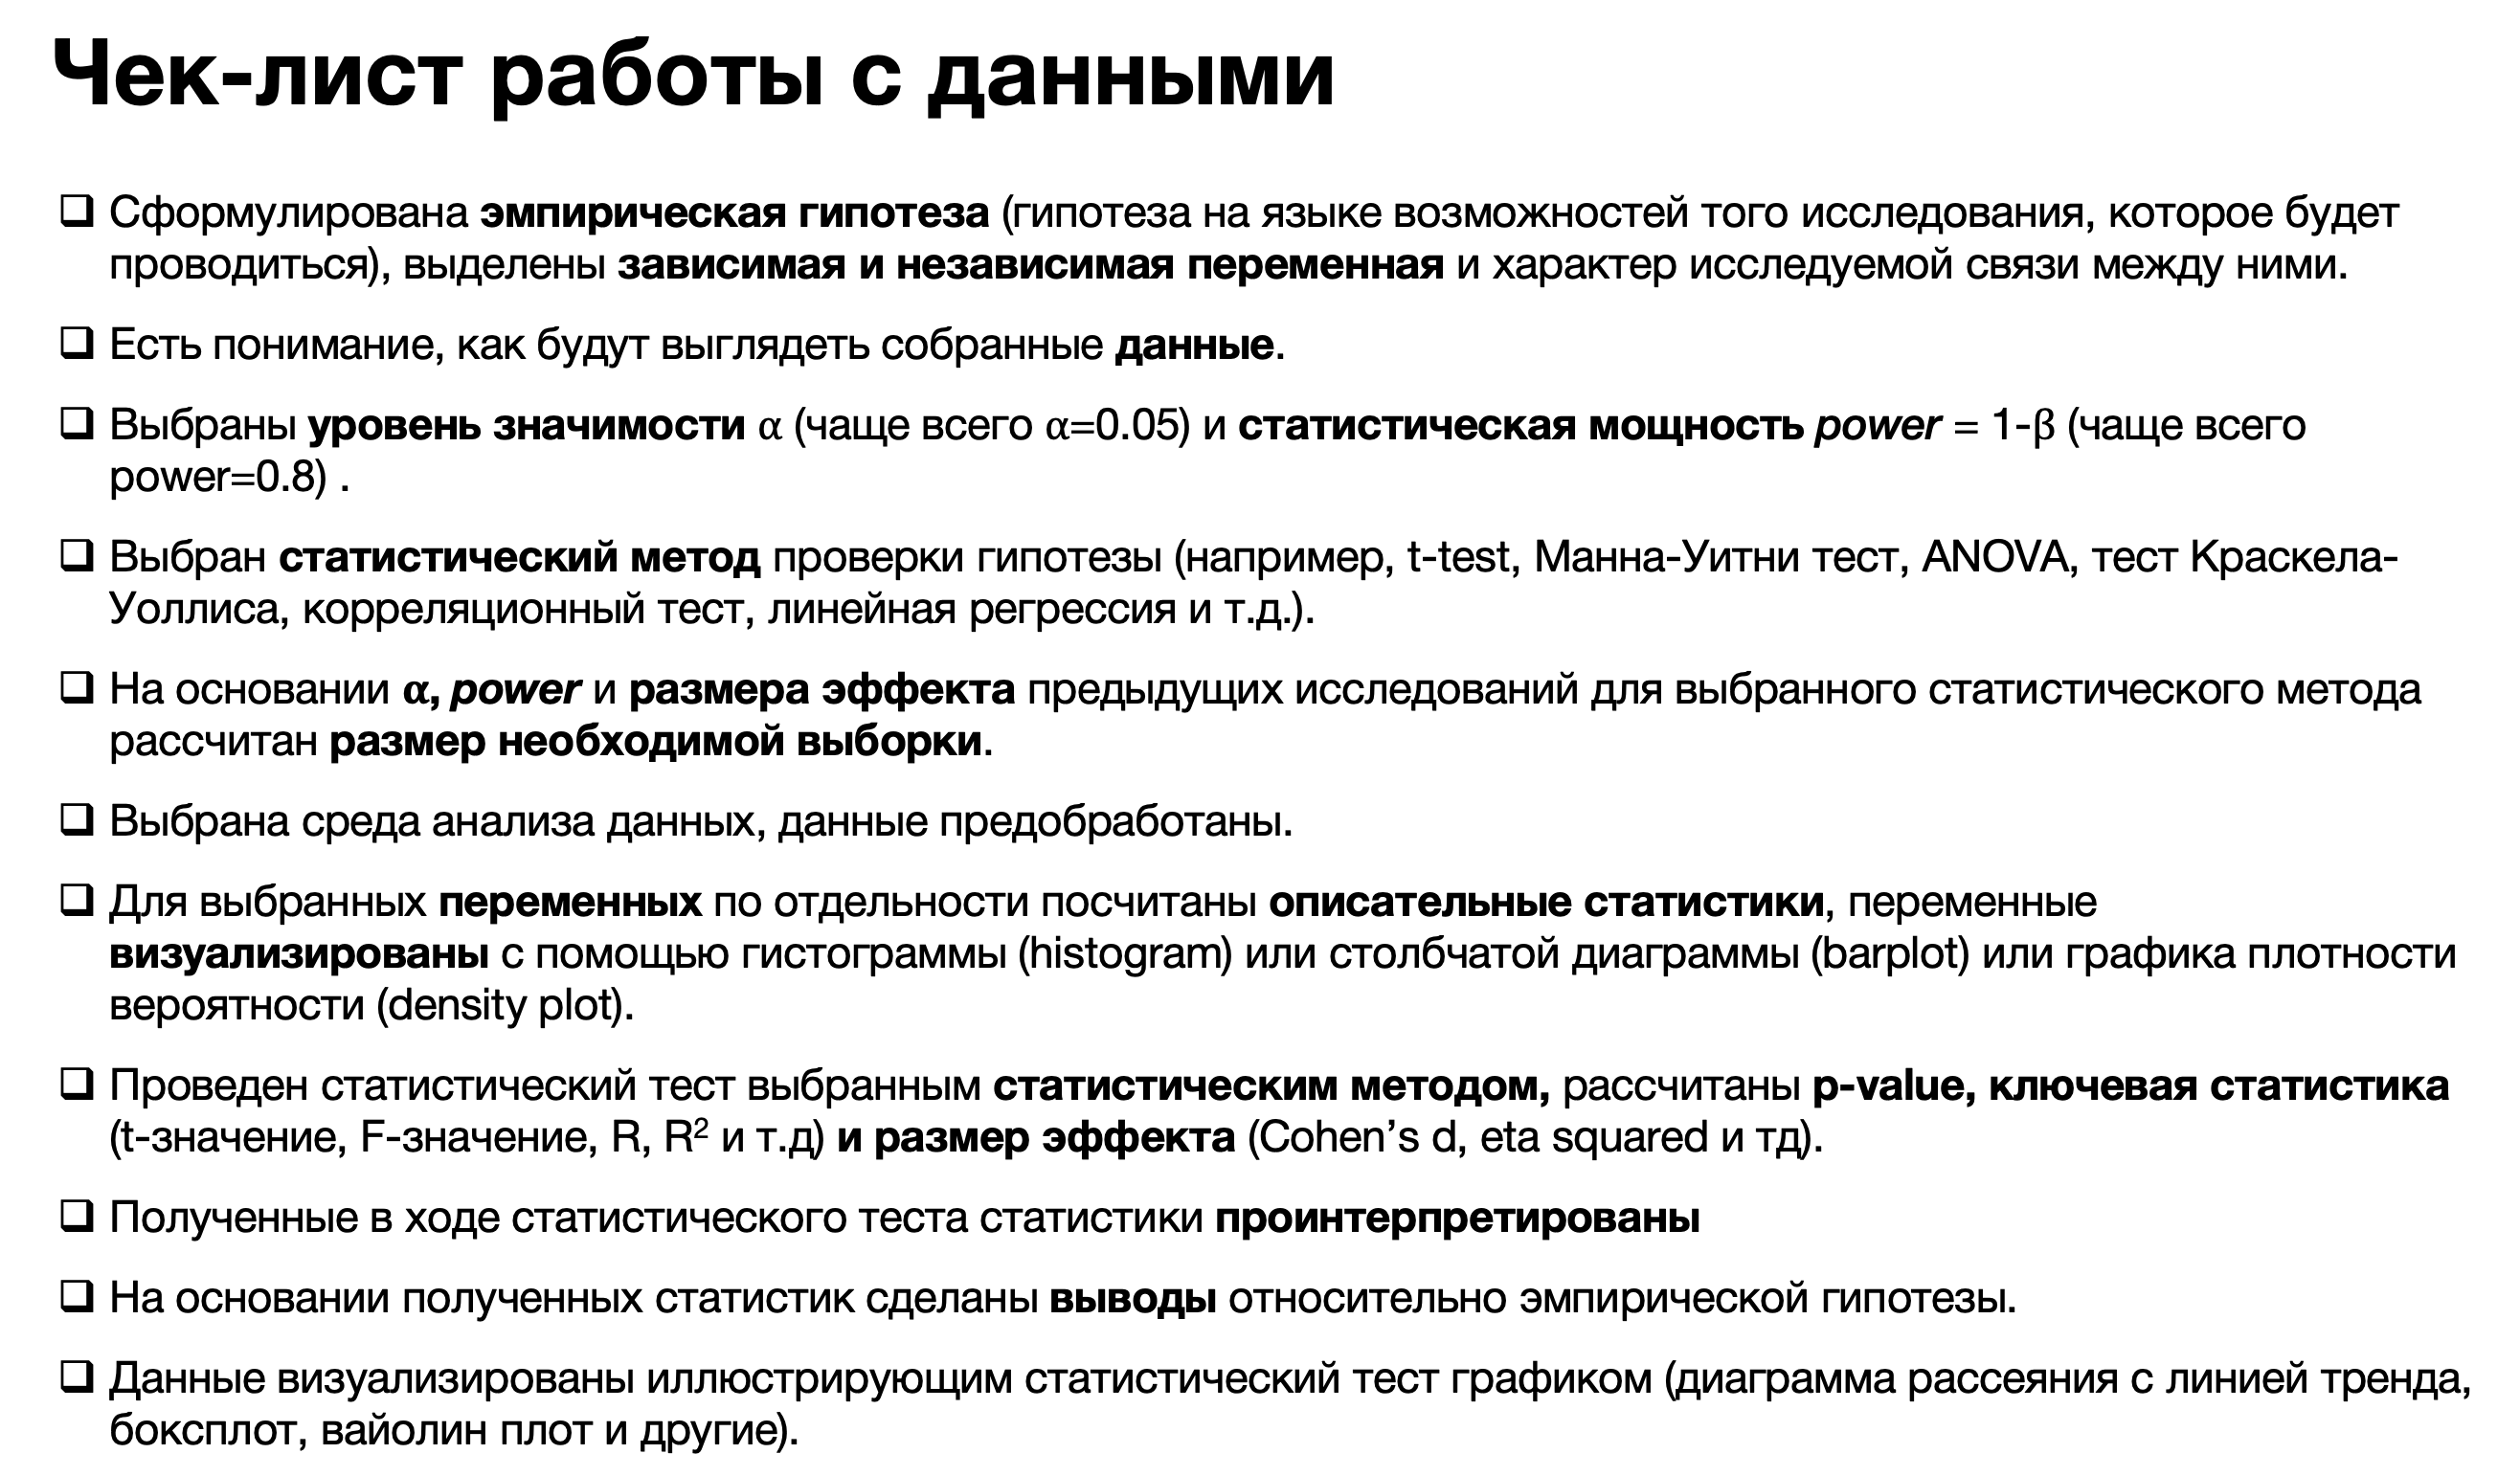 Чек-лист работы с данными
❑ Сформулирована эмпирическая гипотеза (гипотеза на языке возможностей того исследования, которое будет
проводиться), выделены зависимая и независимая переменная и характер исследуемой связи между ними.
❑ Есть понимание, как будут выглядеть собранные данные.
❑ Выбраны уровень значимости α (чаще всего α=0.05) и статистическая мощность power = 1-β (чаще всего
power=0.8) .
❑ Выбран статистический метод проверки гипотезы (например, t-test, Манна-Уитни тест, ANOVA, тест Краскела-
Уоллиса, корреляционный тест, линейная регрессия и т.д.).
❑ На основании α, power и размера эффекта предыдущих исследований для выбранного статистического метода
рассчитан размер необходимой выборки.
❑ Выбрана среда анализа данных, данные предобработаны.
❑ Для выбранных переменных по отдельности посчитаны описательные статистики, переменные
визуализированы с помощью гистограммы (histogram) или столбчатой диаграммы (barplot) или графика плотности
вероятности (density plot).
❑ Проведен статистический тест выбранным статистическим методом, рассчитаны p-value, ключевая статистика
(t-значение, F-значение, R, R² и т.д) и размер эффекта (Cohen’s d, eta squared и тд).
❑ Полученные в ходе статистического теста статистики проинтерпретированы
❑ На основании полученных статистик сделаны выводы относительно эмпирической гипотезы.
❑ Данные визуализированы иллюстрирующим статистический тест графиком (диаграмма рассеяния с линией тренда,
боксплот, вайолин плот и другие).